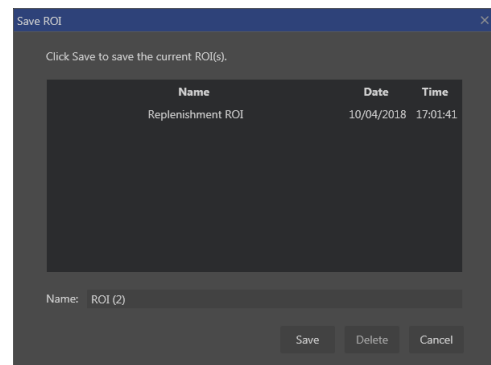 Save ROI
Click Save to save the current ROI(s).
Name Date Time
Replenishment ROI 10/04/2018 17:01:41
Name: ROI (2)
Save Delete Cancel